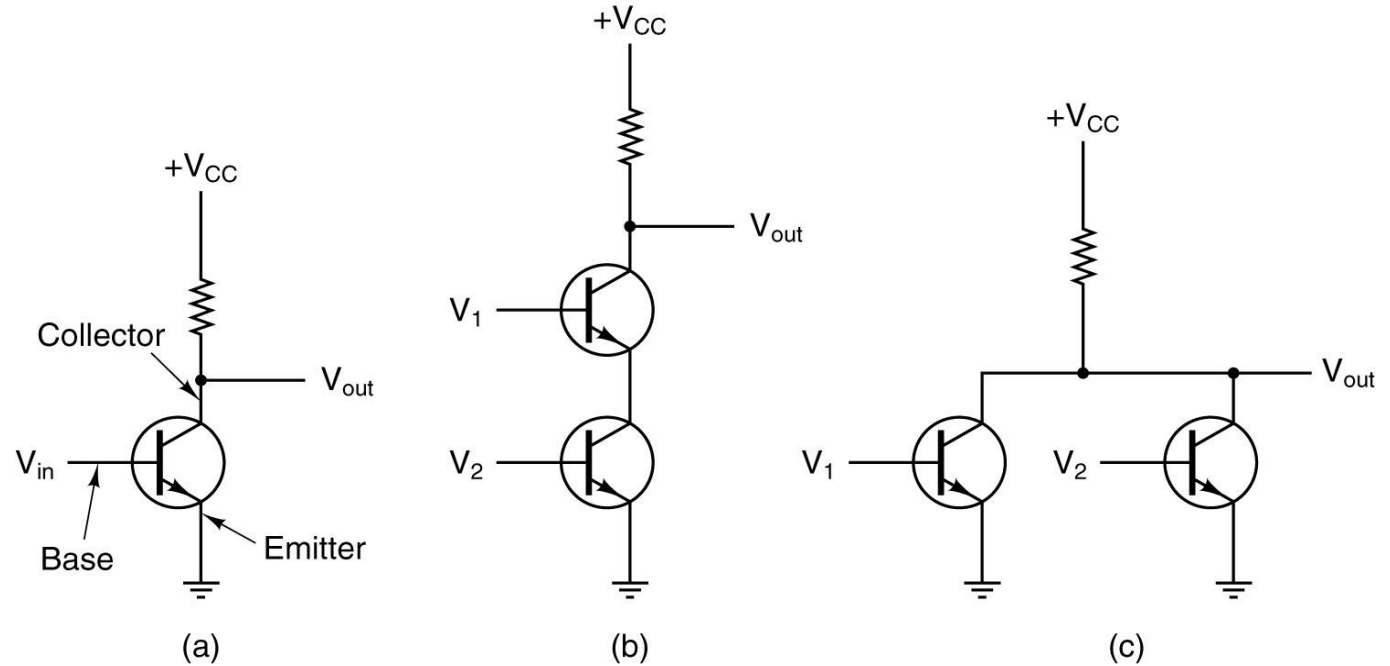 +VCC
Collector
Vout
Vin
Base
Emitter
(a)
+VCC
Vout
V1
V2
(b)
+VCC
Vout
V1
V2
(c)